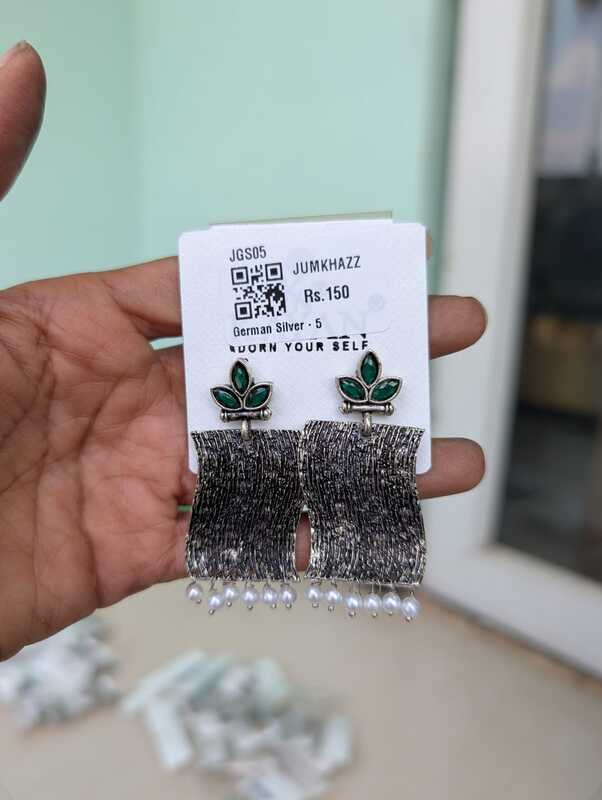 JGS05
JUMKHAZZ
Rs.150
German Silver - 5
ADORN YOUR SELF